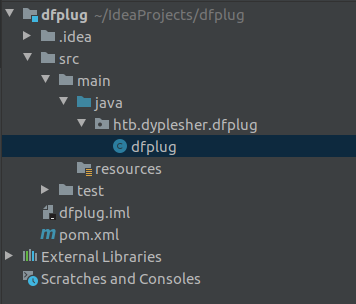 dfplug ~/IdeaProjects/dfplug
.idea
src
main
java
htb.dyplesher.dfplug
dfplug
resources
test
dfplug.iml
pom.xml
External Libraries
Scratches and Consoles